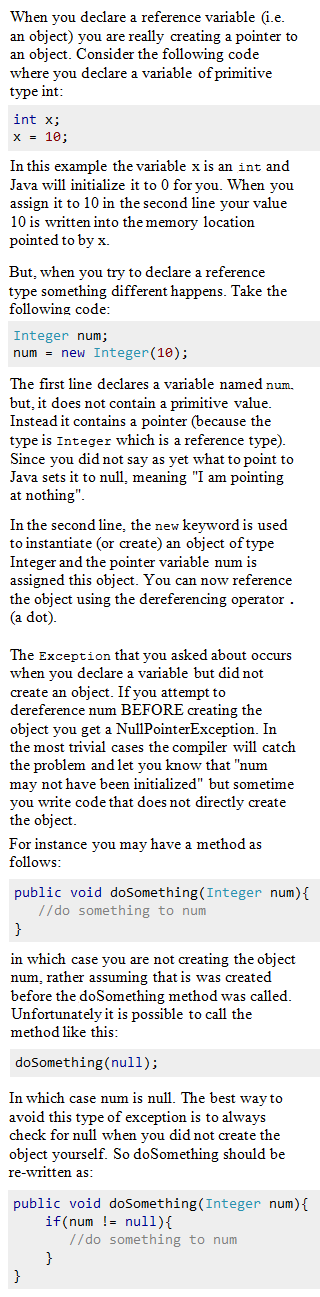 When you declare a reference variable (i.e.
an object) you are really creating a pointer to
an object. Consider the following code
where you declare a variable of primitive
type int:
int x;
x = 10;
In this example the variable x is an int and
Java will initialize it to 0 for you. When you
assign it to 10 in the second line your value
10 is written into the memory location
pointed to by x.
But, when you try to declare a reference
type something different happens. Take the
following code:
Integer num;
num = new Integer(10);
The first line declares a variable named num.
but, it does not contain a primitive value.
Instead it contains a pointer (because the
type is Integer which is a reference type).
Since you did not say as yet what to point to
Java sets it to null, meaning "I am pointing
at nothing".
In the second line, the new keyword is used
to instantiate (or create) an object of type
Integer and the pointer variable num is
assigned this object. You can now reference
the object using the dereferencing operator .
(a dot).
The Exception that you asked about occurs
when you declare a variable but did not
create an object. If you attempt to
dereference num BEFORE creating the
object you get a NullPointerException. In
the most trivial cases the compiler will catch
the problem and let you know that "num
may not have been initialized" but sometime
you write code that does not directly create
the object.
For instance you may have a method as
follows:
public void doSomething(Integer num){
   //do something to num
}
in which case you are not creating the object
num, rather assuming that is was created
before the doSomething method was called.
Unfortunately it is possible to call the
method like this:
doSomething(null);
In which case num is null. The best way to
avoid this type of exception is to always
check for null when you did not create the
object yourself. So doSomething should be
re-written as:
public void doSomething(Integer num){
    if(num != null){
       //do something to num
    }
}